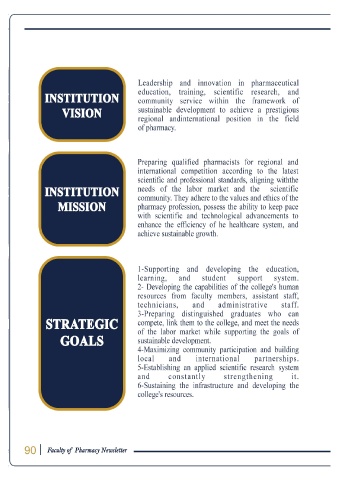 INSTITUTION
VISION
Leadership and innovation in pharmaceutical
education, training, scientific research, and
community service within the framework of
sustainable development to achieve a prestigious
regional andinternational position in the field
of pharmacy.
INSTITUTION
MISSION
Preparing qualified pharmacists for regional and
international competition according to the latest
scientific and professional standards, aligning withthe
needs of the labor market and the scientific
community. They adhere to the values and ethics of the
pharmacy profession, possess the ability to keep pace
with scientific and technological advancements to
enhance the efficiency of he healthcare system, and
achieve sustainable growth.
STRATEGIC
GOALS
1-Supporting and developing the education,
learning, and student support system.
2- Developing the capabilities of the college's human
resources from faculty members, assistant staff,
technicians, and administrative staff.
3-Preparing distinguished graduates who can
compete, link them to the college, and meet the needs
of the labor market while supporting the goals of
sustainable development.
4-Maximizing community participation and building
local and international partnerships.
5-Establishing an applied scientific research system
and constantly strengthening it.
6-Sustaining the infrastructure and developing the
college's resources.
90 | Faculty of Pharmacy Newsletter